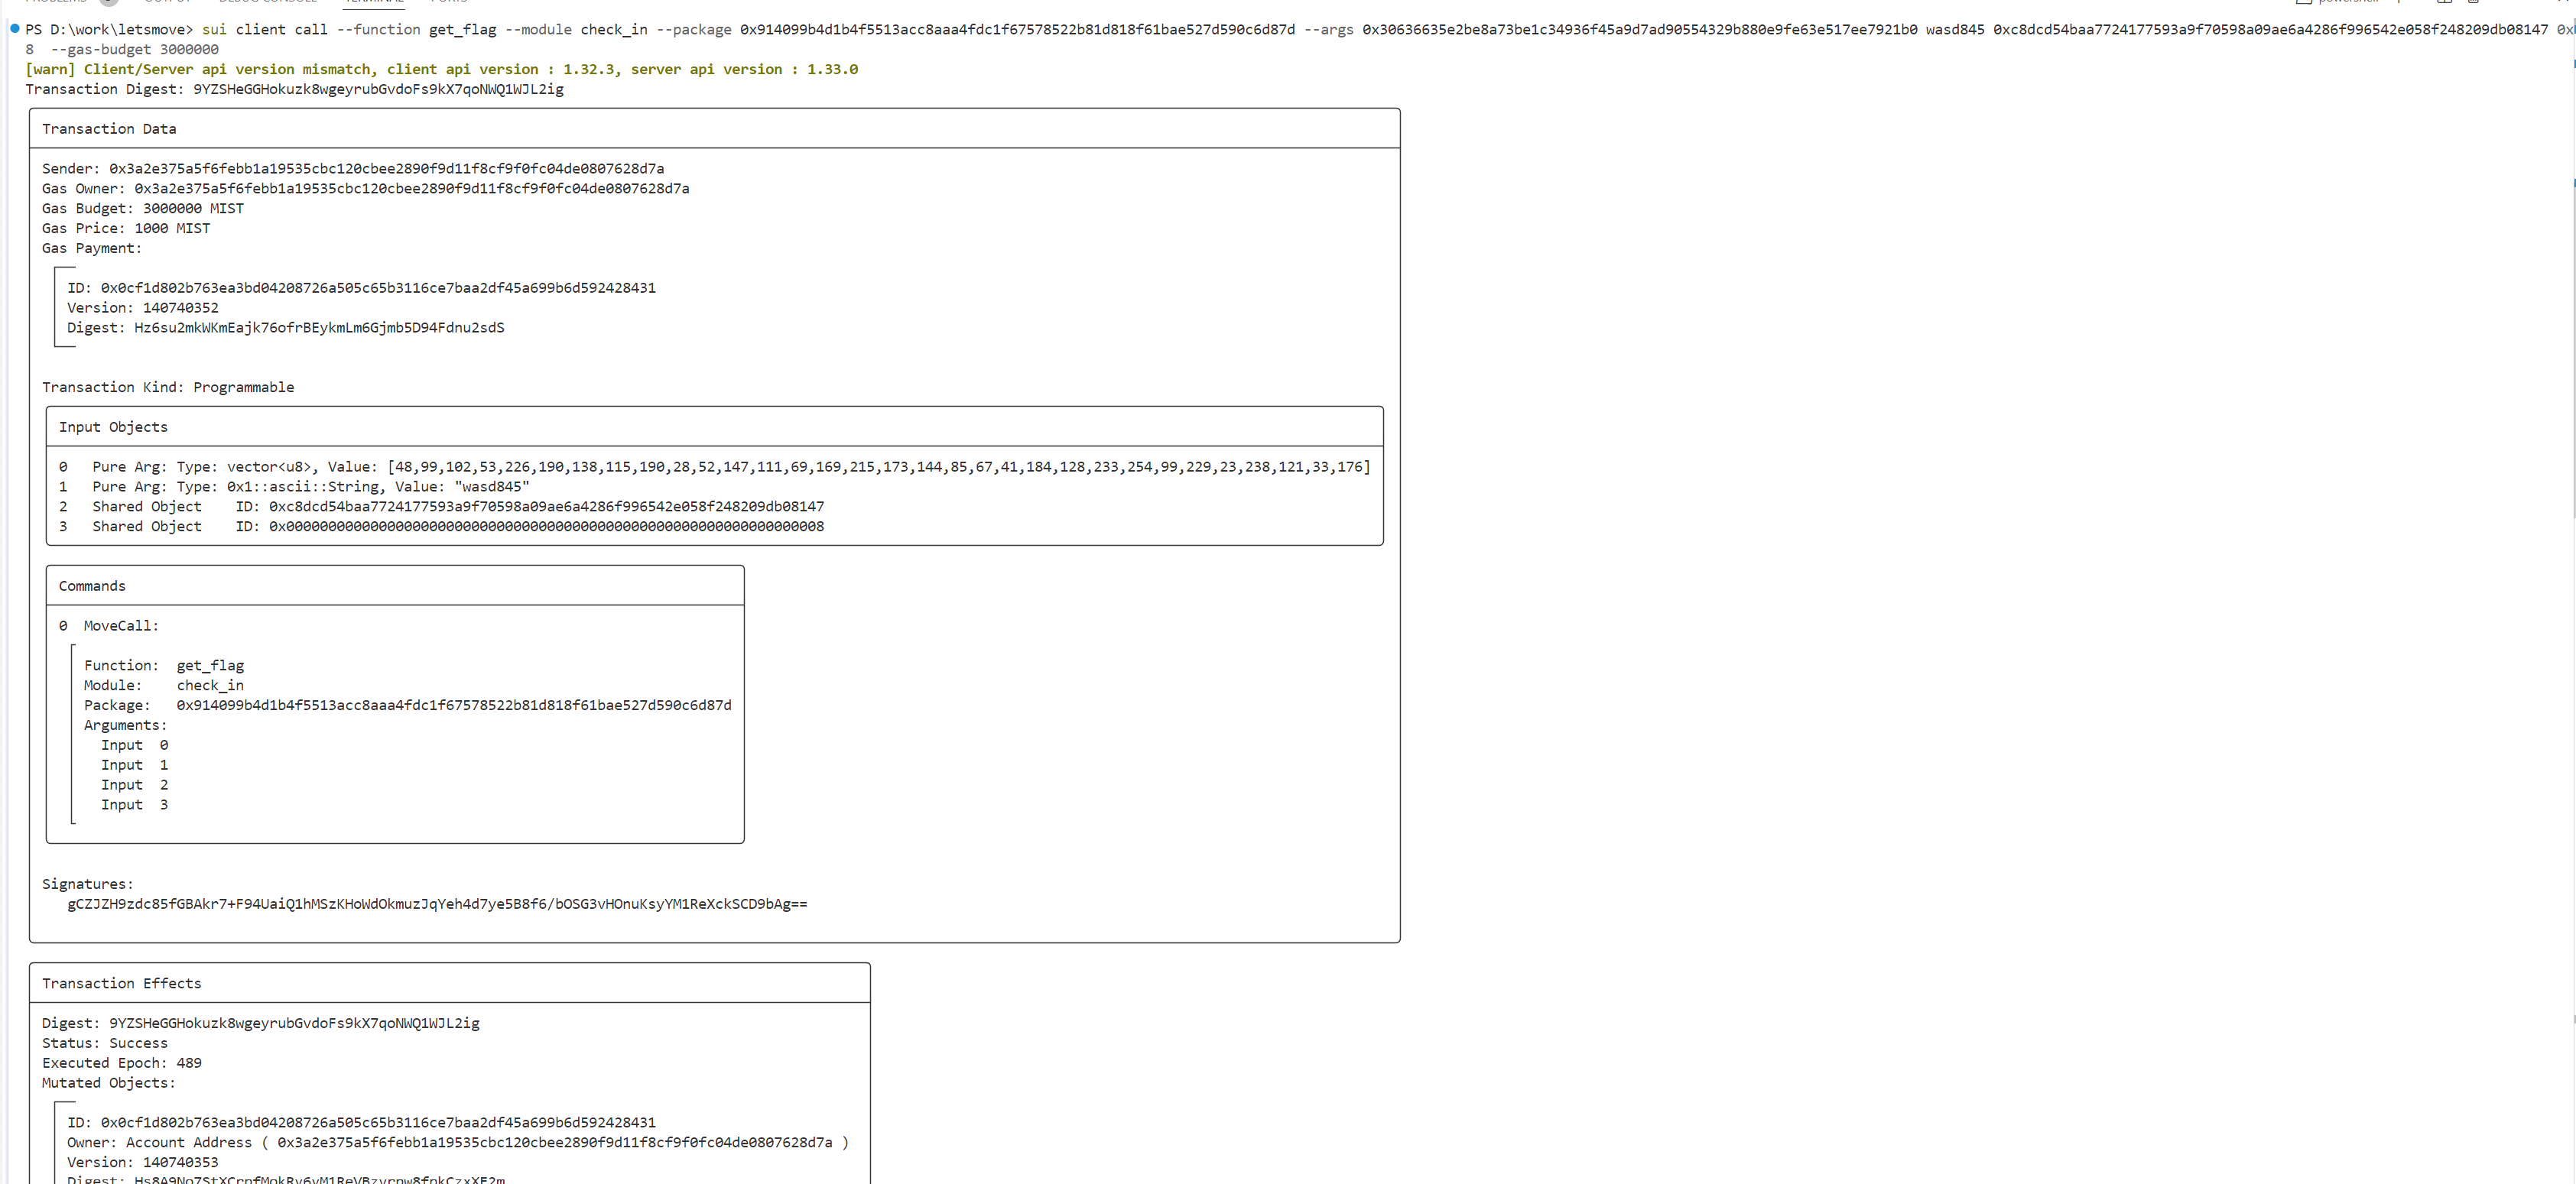 PROBLEMS OUTPUT DEBUG CONSOLE TERMINAL PORTS powershell
PS D:\work\letsmove> sui client call --function get_flag --module check_in --package 0x914099b4d1b4f5513acc8aaa4fdc1f67578522b81d818f61bae527d590c6d87d --args 0x30636635e2be8a73be1c34936f45a9d7ad90554329b880e9fe63e517ee7921b0 wasd845 0xc8dcd54baa7724177593a9f70598a09ae6a4286f996542e058f248209db08147 0x
8 --gas-budget 3000000
[warn] Client/Server api version mismatch, client api version : 1.32.3, server api version : 1.33.0
Transaction Digest: 9YZSHeGGHokuzk8wgeyrubGvdoFs9kX7qoNWQ1WJL2ig
Transaction Data
Sender: 0x3a2e375a5f6febb1a19535cbc120cbee2890f9d11f8cf9f0fc04de0807628d7a
Gas Owner: 0x3a2e375a5f6febb1a19535cbc120cbee2890f9d11f8cf9f0fc04de0807628d7a
Gas Budget: 3000000 MIST
Gas Price: 1000 MIST
Gas Payment:
ID: 0x0cf1d802b763ea3bd04208726a505c65b3116ce7baa2df45a699b6d592428431
Version: 140740352
Digest: Hz6su2mkWKmEajk76ofrBEykmLm6Gjmb5D94Fdnu2sdS
Transaction Kind: Programmable
Input Objects
0 Pure Arg: Type: vector<u8>, Value: [48,99,102,53,226,190,138,115,190,28,52,147,111,69,169,215,173,144,85,67,41,184,128,233,254,99,229,23,238,121,33,176]
1 Pure Arg: Type: 0x1::ascii::String, Value: "wasd845"
2 Shared Object ID: 0xc8dcd54baa7724177593a9f70598a09ae6a4286f996542e058f248209db08147
3 Shared Object ID: 0x0000000000000000000000000000000000000000000000000000000000000008
Commands
0 MoveCall:
Function: get_flag
Module: check_in
Package: 0x914099b4d1b4f5513acc8aaa4fdc1f67578522b81d818f61bae527d590c6d87d
Arguments:
Input 0
Input 1
Input 2
Input 3
Signatures:
gCZJZH9zdc85fGBAkr7+F94UaiQ1hMSzKHoWdOkmuzJqYeh4d7ye5B8f6/bOSG3vHOnuKsyYM1ReXckSCD9bAg==
Transaction Effects
Digest: 9YZSHeGGHokuzk8wgeyrubGvdoFs9kX7qoNWQ1WJL2ig
Status: Success
Executed Epoch: 489
Mutated Objects:
ID: 0x0cf1d802b763ea3bd04208726a505c65b3116ce7baa2df45a699b6d592428431
Owner: Account Address ( 0x3a2e375a5f6febb1a19535cbc120cbee2890f9d11f8cf9f0fc04de0807628d7a )
Version: 140740353
Digest: